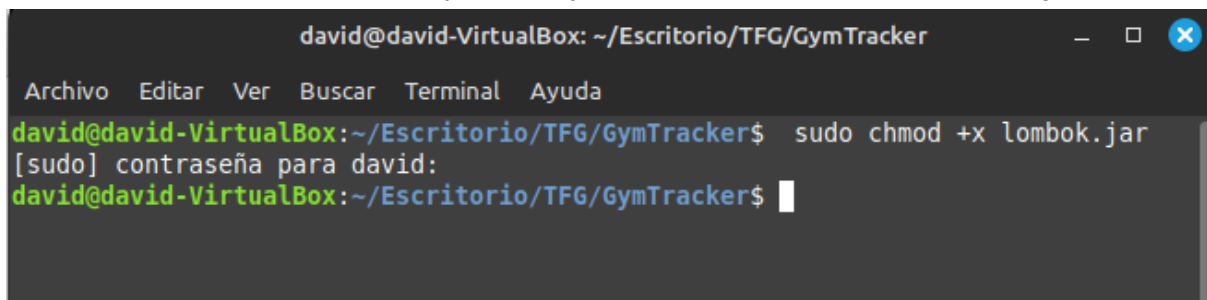 david@david-VirtualBox: ~/Escritorio/TFG/GymTracker
Archivo Editar Ver Buscar Terminal Ayuda
david@david-VirtualBox:~/Escritorio/TFG/GymTracker$ sudo chmod +x lombok.jar
[sudo] contraseña para david:
david@david-VirtualBox:~/Escritorio/TFG/GymTracker$